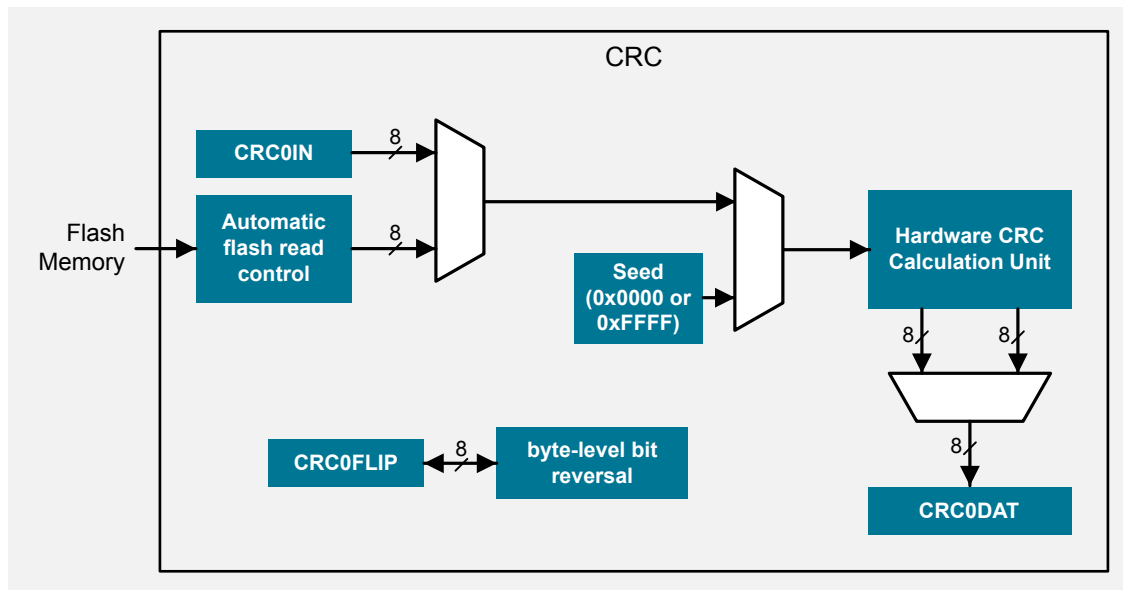 CRC
CRC0IN
8
Automatic
flash read
control
8
Flash
Memory
Seed
(0x0000 or
0xFFFF)
Hardware CRC
Calculation Unit
8
8
8
CRC0DAT
CRC0FLIP
8
byte-level bit
reversal